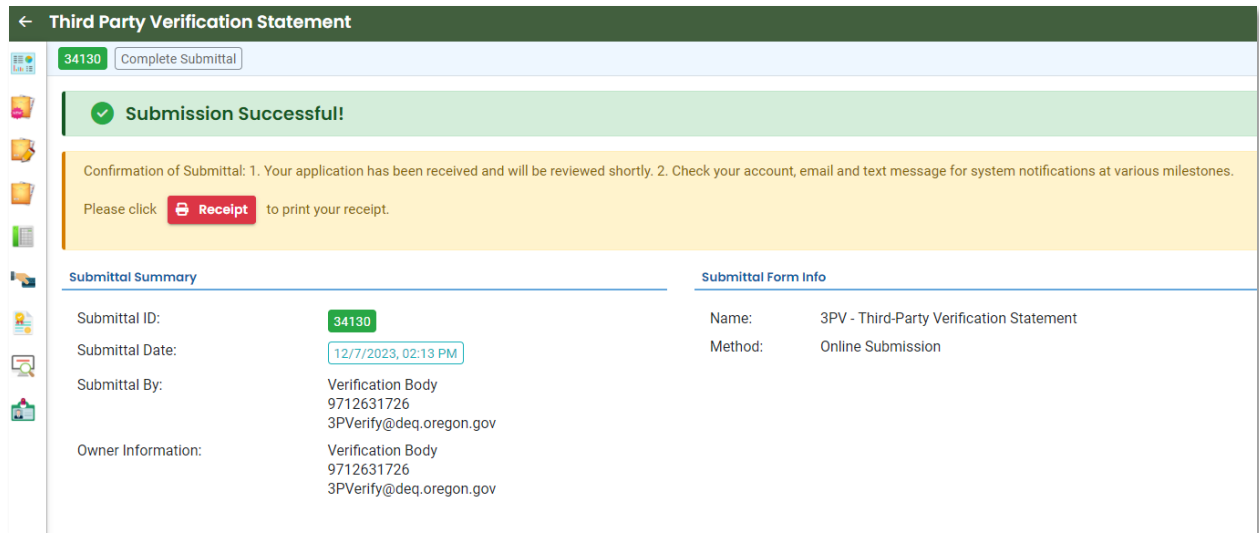 Third Party Verification Statement
34130 Complete Submittal
Submission Successful!
Confirmation of Submittal: 1. Your application has been received and will be reviewed shortly. 2. Check your account, email and text message for system notifications at various milestones.
Please click Receipt to print your receipt.
Submittal Summary
Submittal ID: 34130
Submittal Date: 12/7/2023, 02:13 PM
Submittal By: Verification Body
9712631726
3PVerify@deq.oregon.gov
Owner Information: Verification Body
9712631726
3PVerify@deq.oregon.gov
Submittal Form Info
Name: 3PV - Third-Party Verification Statement
Method: Online Submission